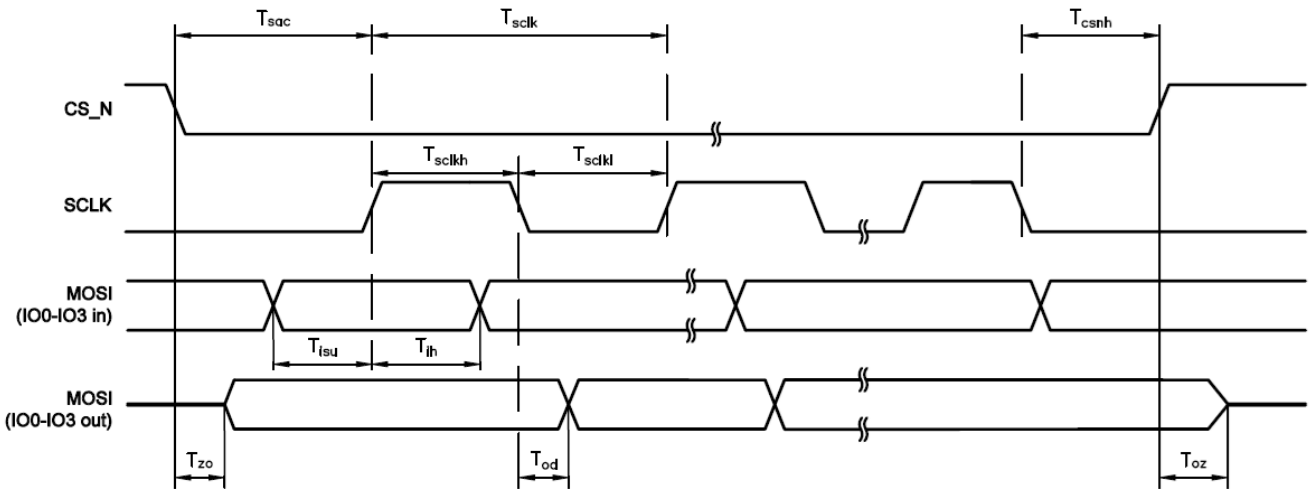 Tsac Tsclk Tcsnh
CS_N
Tsclkh Tsclkl
SCLK
MOSI
(IO0-IO3 in)
Tisu Tih
MOSI
(IO0-IO3 out)
Tzo Tod Toz